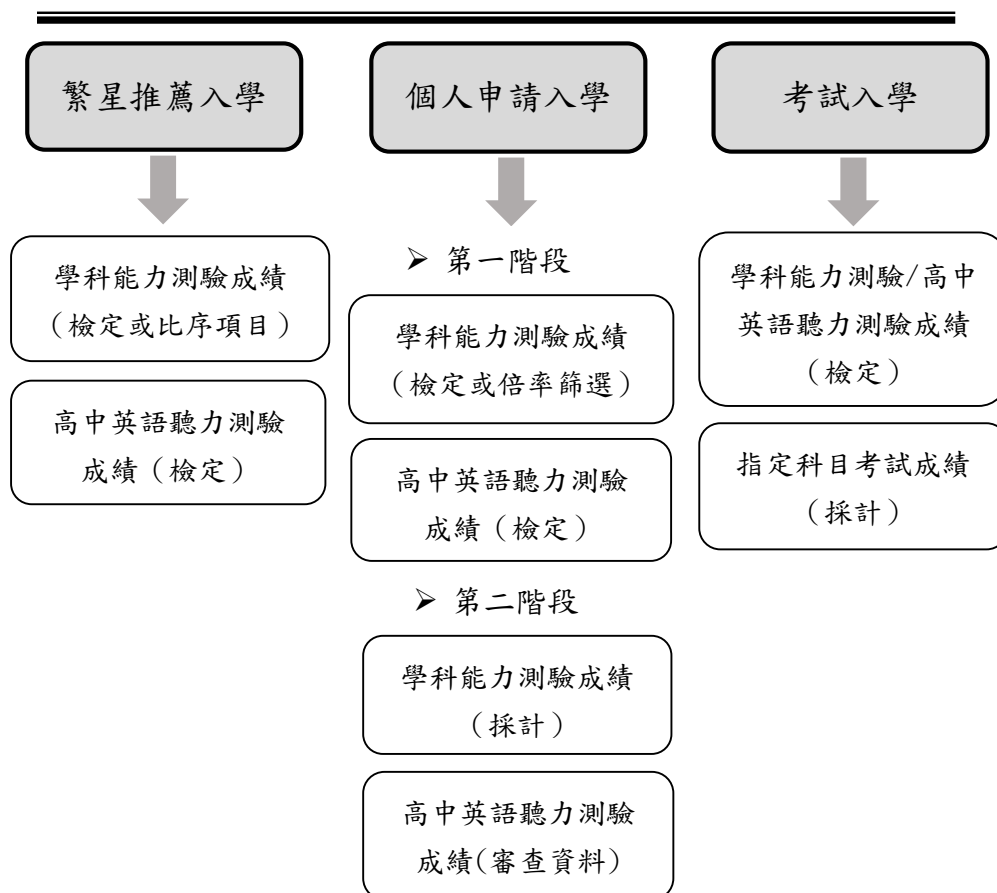 繁星推薦入學
學科能力測驗成績
（檢定或比序項目）
高中英語聽力測驗
成績（檢定）
個人申請入學
➢ 第一階段
學科能力測驗成績
（檢定或倍率篩選）
高中英語聽力測驗
成績（檢定）
➢ 第二階段
學科能力測驗成績
（採計）
高中英語聽力測驗
成績(審查資料)
考試入學
學科能力測驗/高中
英語聽力測驗成績
（檢定）
指定科目考試成績
（採計）